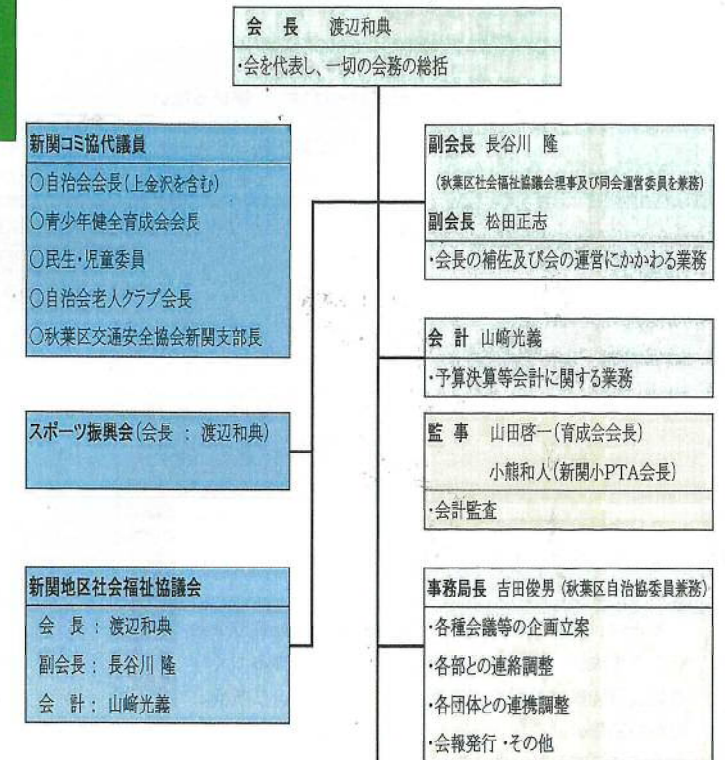 会　長　渡辺和典
・会を代表し、一切の会務の総括
新関コミ協代議員
○自治会会長(上金沢を含む)
○青少年健全育成会会長
○民生・児童委員
○自治会老人クラブ会長
○秋葉区交通安全協会新関支部長
スポーツ振興会(会長 : 渡辺和典)
新関地区社会福祉協議会
会　長 : 渡辺和典
副会長 : 長谷川 隆
会　計 : 山﨑光義
副会長 長谷川 隆
(秋葉区社会福祉協議会理事及び同会運営委員を兼務)
副会長 松田正志
・会長の補佐及び会の運営にかかわる業務
会 計 山﨑光義
・予算決算等会計に関する業務
監 事　山田啓一(育成会会長)
小熊和人(新関小PTA会長)
・会計監査
事務局長 吉田俊男(秋葉区自治協委員兼務)
・各種会議等の企画立案
・各部との連絡調整
・各団体との連携調整
・会報発行・その他